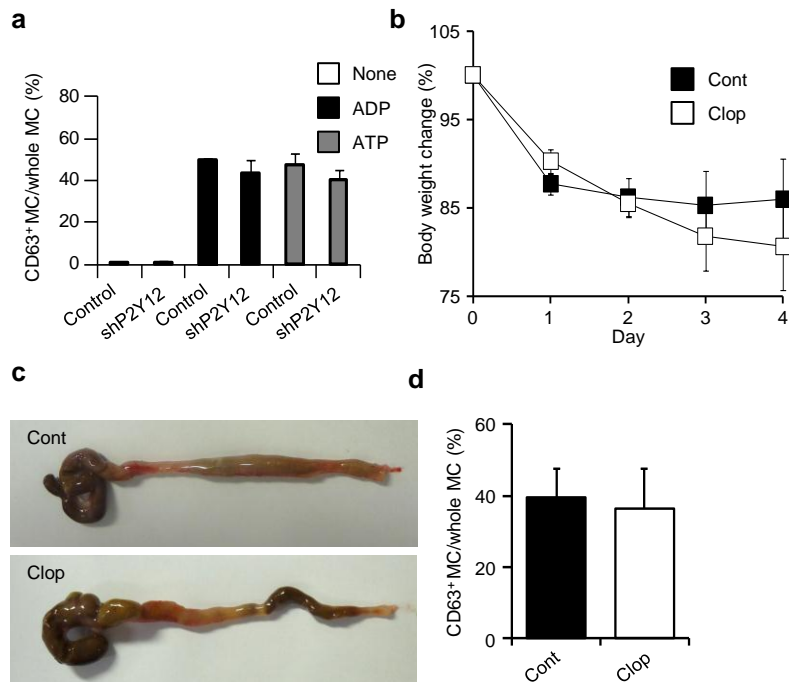 a
None
ADP
ATP
CD63⁺ MC/whole MC (%)
80
60
40
20
0
Control
shP2Y12
Control
shP2Y12
Control
shP2Y12
b
Cont
Clop
Body weight change (%)
105
95
85
75
0 1 2 3 4
Day
c
Cont
Clop
d
CD63⁺ MC/whole MC (%)
60
40
20
0
Cont
Clop